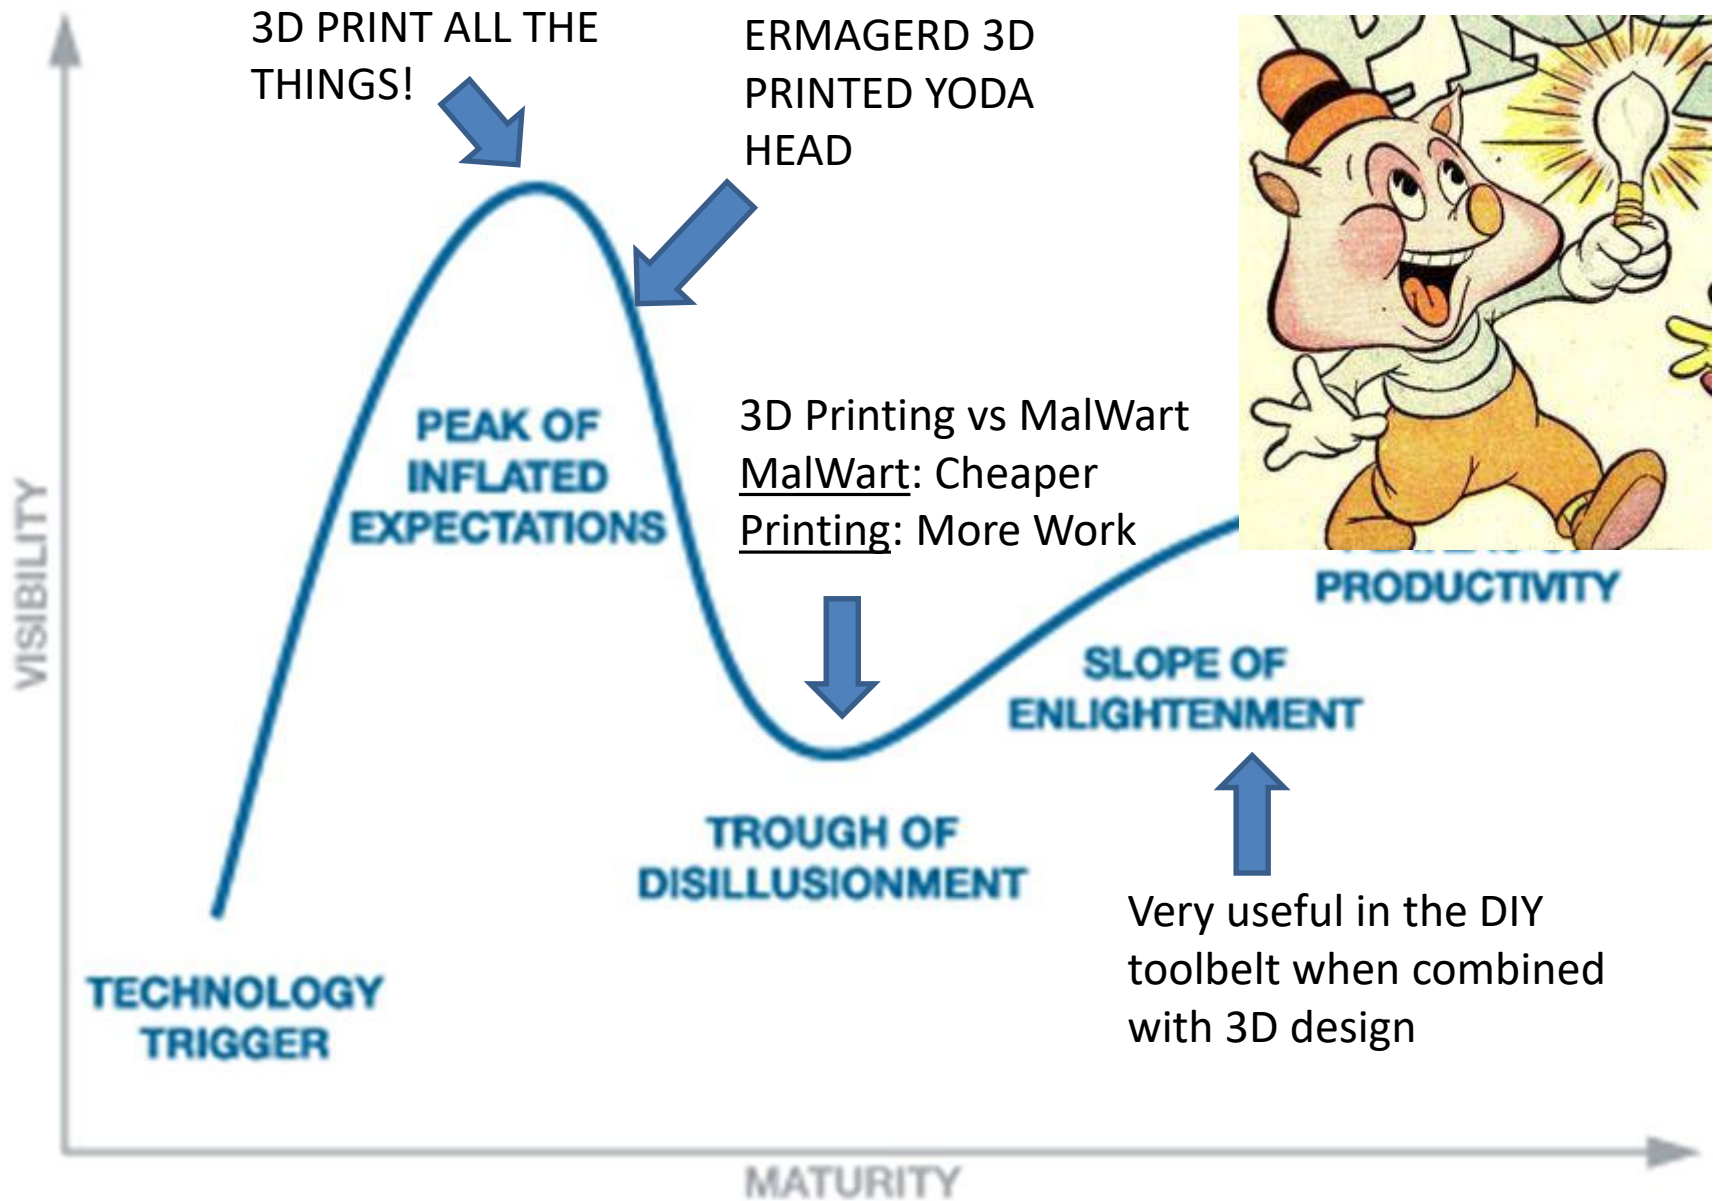 3D PRINT ALL THE
THINGS!
ERMAGERD 3D
PRINTED YODA
HEAD
PEAK OF
INFLATED
EXPECTATIONS
3D Printing vs MalWart
MalWart: Cheaper
Printing: More Work
PRODUCTIVITY
SLOPE OF
ENLIGHTENMENT
TROUGH OF
DISILLUSIONMENT
Very useful in the DIY
toolbelt when combined
with 3D design
TECHNOLOGY
TRIGGER
VISIBILITY
MATURITY